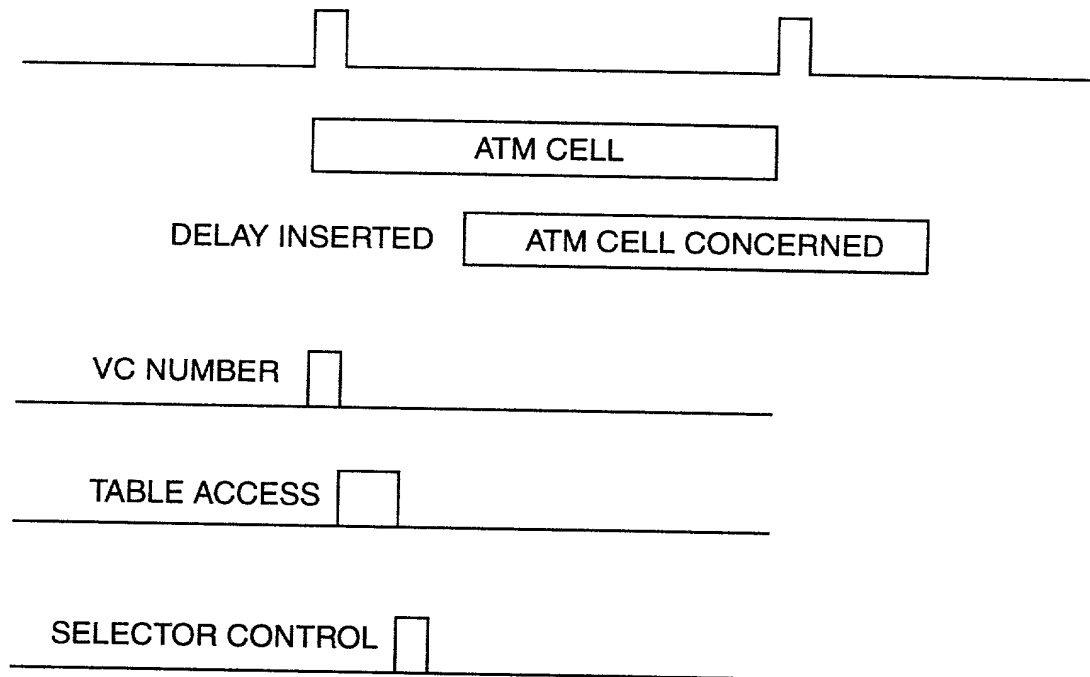 ATM CELL
DELAY INSERTED
ATM CELL CONCERNED
VC NUMBER
TABLE ACCESS
SELECTOR CONTROL